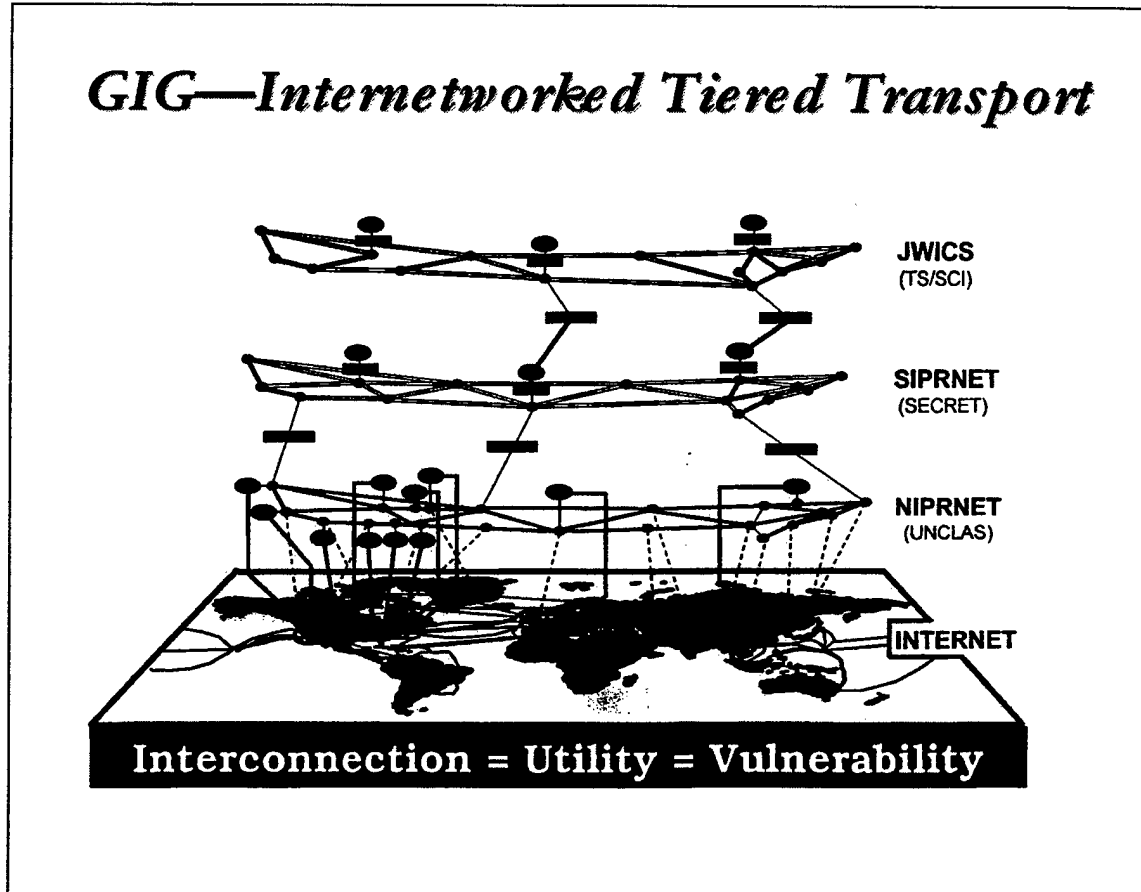 GIG—Internetworked Tiered Transport
JWICS
(TS/SCI)
SIPRNET
(SECRET)
NIPRNET
(UNCLAS)
INTERNET
Interconnection = Utility = Vulnerability